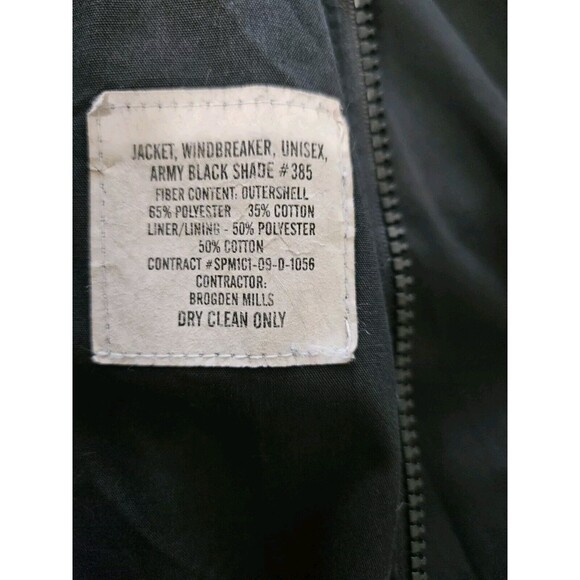 JACKET, WINDBREAKER, UNISEX,
ARMY BLACK SHADE #385
FIBER CONTENT: OUTERSHELL
65% POLYESTER 35% COTTON
LINER/LINING - 50% POLYESTER
50% COTTON
CONTRACT #SPM1C1-09-D-1056
CONTRACTOR:
BROGDEN MILLS
DRY CLEAN ONLY